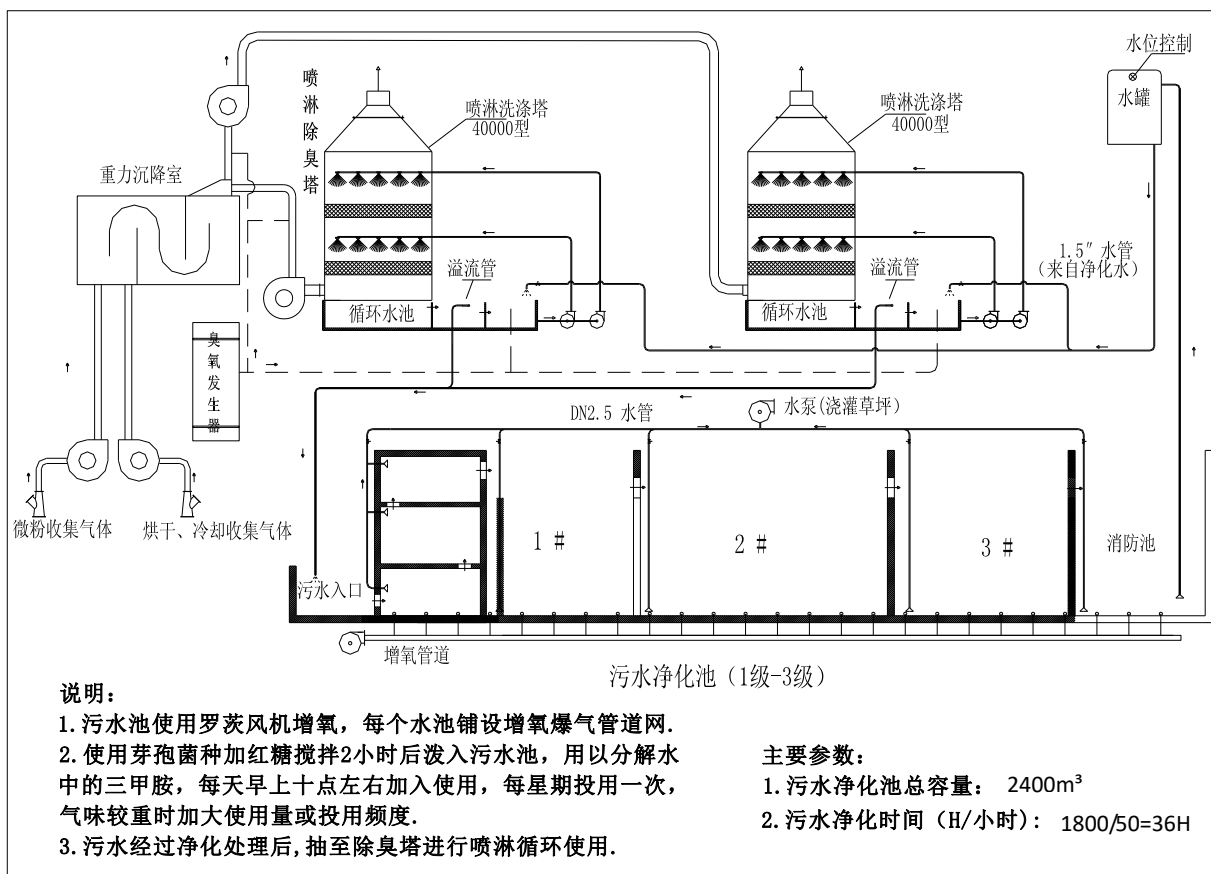 水位控制
水罐
喷淋除臭塔
喷淋洗涤塔
40000型
喷淋洗涤塔
40000型
重力沉降室
1.5″ 水管
（来自净化水）
溢流管
溢流管
循环水池
循环水池
臭氧发生器
DN2.5 水管
水泵(浇灌草坪)
微粉收集气体
烘干、冷却收集气体
1 #
2 #
3 #
消防池
污水入口
增氧管道
污水净化池（1级-3级）
说明：
1.污水池使用罗茨风机增氧，每个水池铺设增氧爆气管道网.
2.使用芽孢菌种加红糖搅拌2小时后泼入污水池，用以分解水
中的三甲胺，每天早上十点左右加入使用，每星期投用一次，
气味较重时加大使用量或投用频度.
3.污水经过净化处理后,抽至除臭塔进行喷淋循环使用.
主要参数：
1.污水净化池总容量： 2400m³
2.污水净化时间（H/小时）： 1800/50=36H